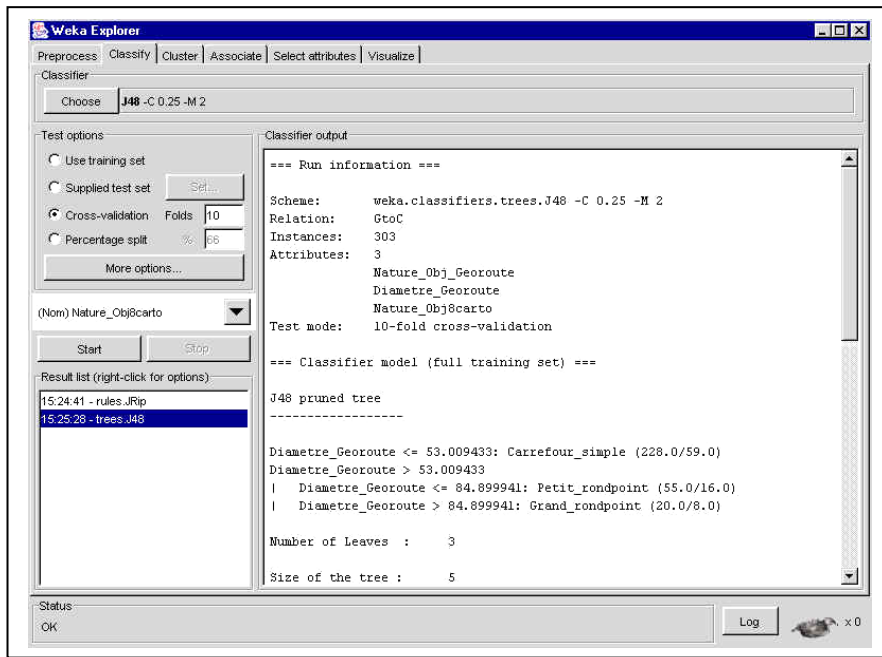 Weka Explorer
Preprocess Classify Cluster Associate Select attributes Visualize
Classifier
Choose J48 -C 0.25 -M 2
Test options
Use training set
Supplied test set Set...
Cross-validation Folds 10
Percentage split % 66
More options...
(Nom) Nature_Obj8carto
Start Stop
Result list (right-click for options)
15:24:41 - rules.JRip
15:25:28 - trees.J48
Classifier output
=== Run information ===
Scheme: weka.classifiers.trees.J48 -C 0.25 -M 2
Relation: GtoC
Instances: 303
Attributes: 3
Nature_Obj_Georoute
Diametre_Georoute
Nature_Obj8carto
Test mode: 10-fold cross-validation
=== Classifier model (full training set) ===
J48 pruned tree
------------------
Diametre_Georoute <= 53.009433: Carrefour_simple (228.0/59.0)
Diametre_Georoute > 53.009433
| Diametre_Georoute <= 84.899941: Petit_rondpoint (55.0/16.0)
| Diametre_Georoute > 84.899941: Grand_rondpoint (20.0/8.0)
Number of Leaves : 3
Size of the tree : 5
Status
OK
Log
x 0